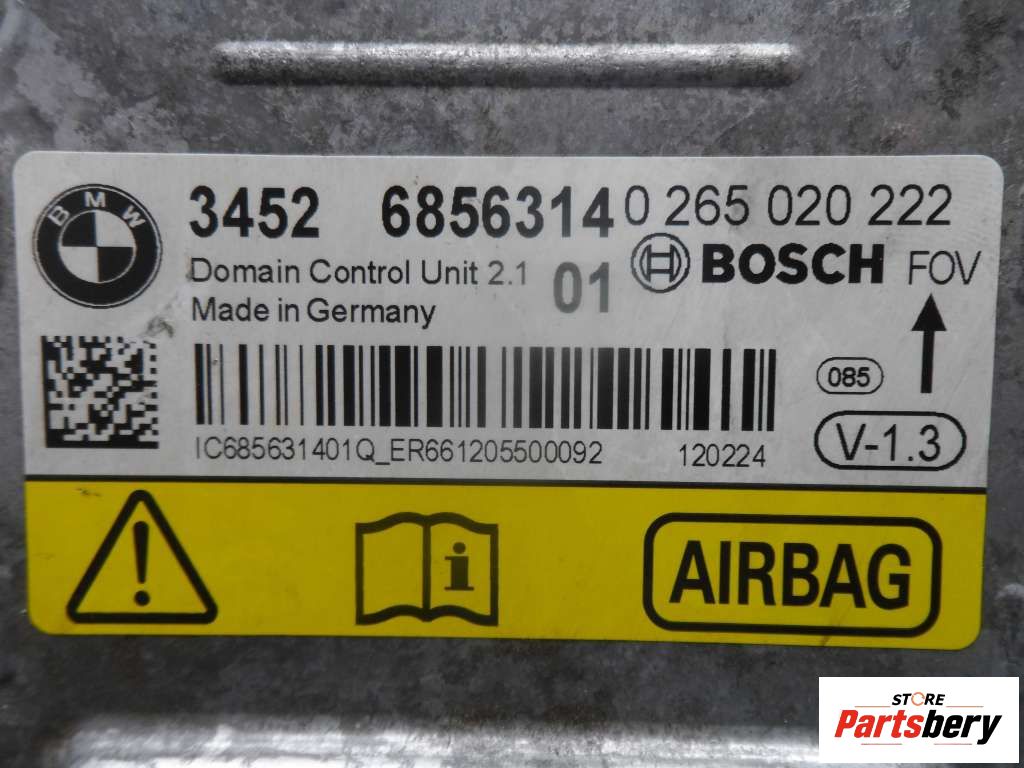 BMW
3452 6856314 0 265 020 222
Domain Control Unit 2.1 01 BOSCH FOV
Made in Germany
085
IC685631401Q_ER661205500092 120224 V-1.3
i AIRBAG
STORE
Partsbery